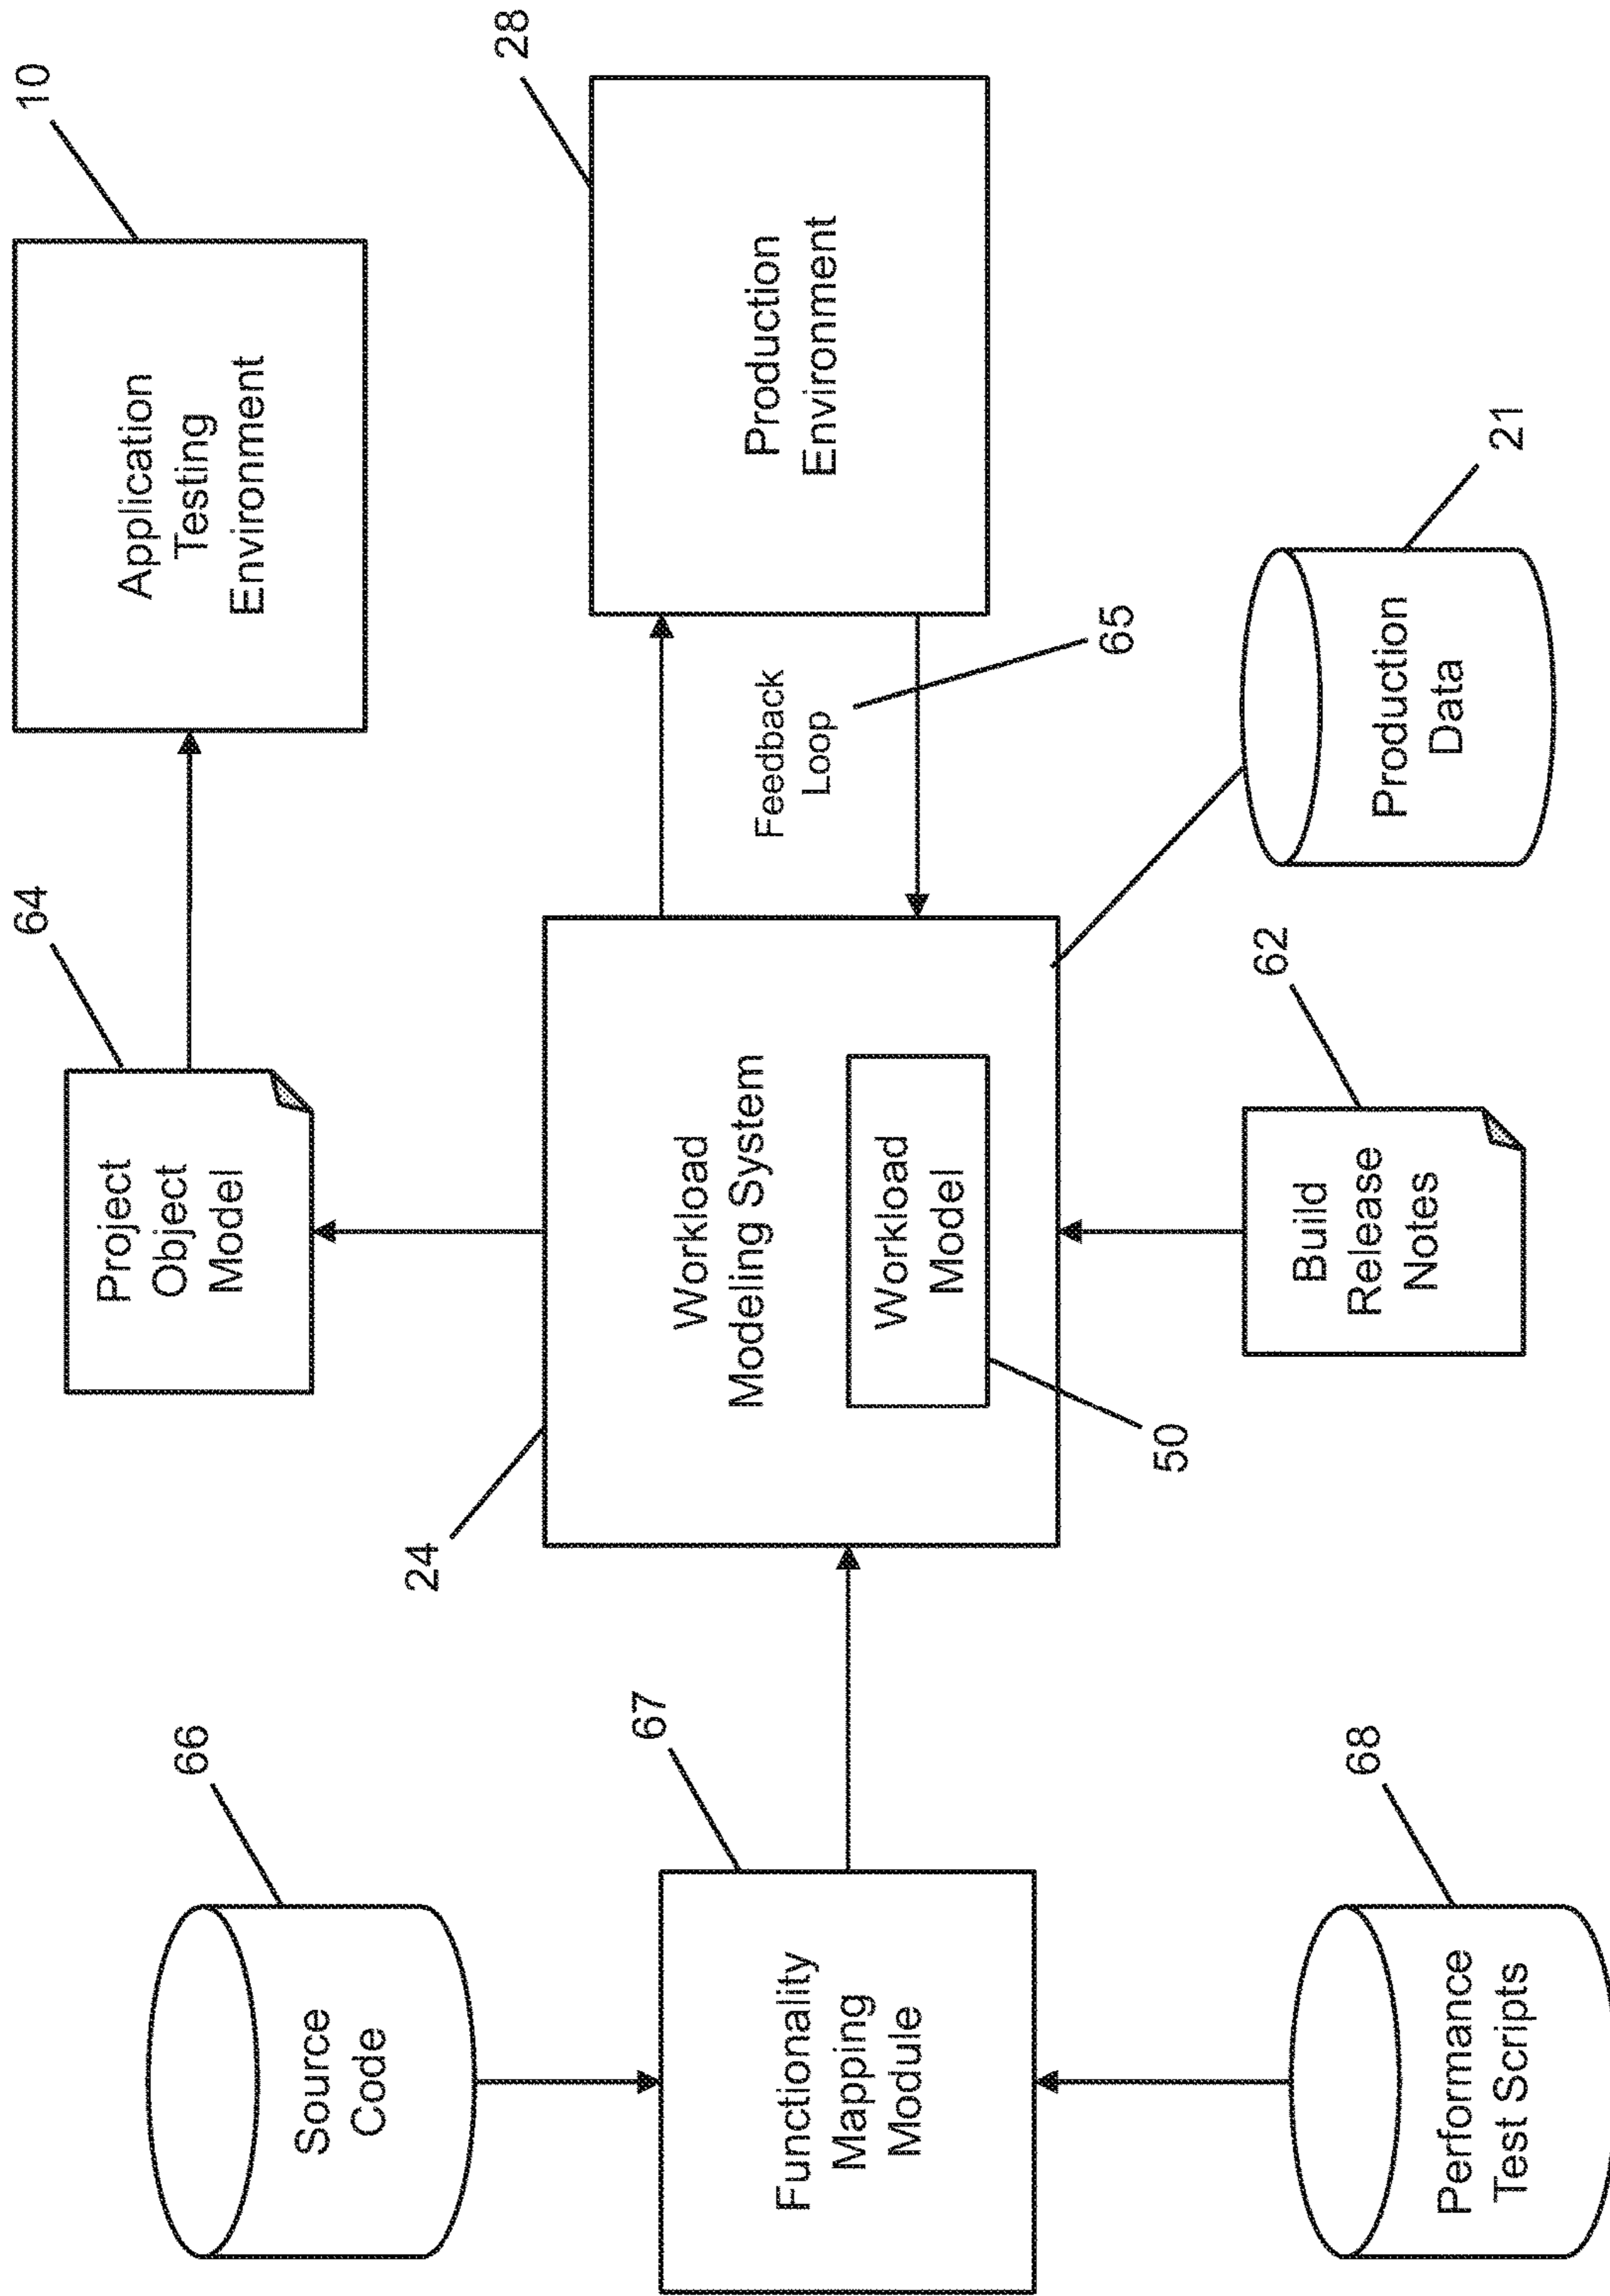 66
Source
Code
67
Functionality
Mapping
Module
68
Performance
Test Scripts
64
Project
Object
Model
24
Workload
Modeling System
Workload
Model
50
62
Build
Release
Notes
10
Application
Testing
Environment
28
Production
Environment
Feedback
Loop
65
21
Production
Data